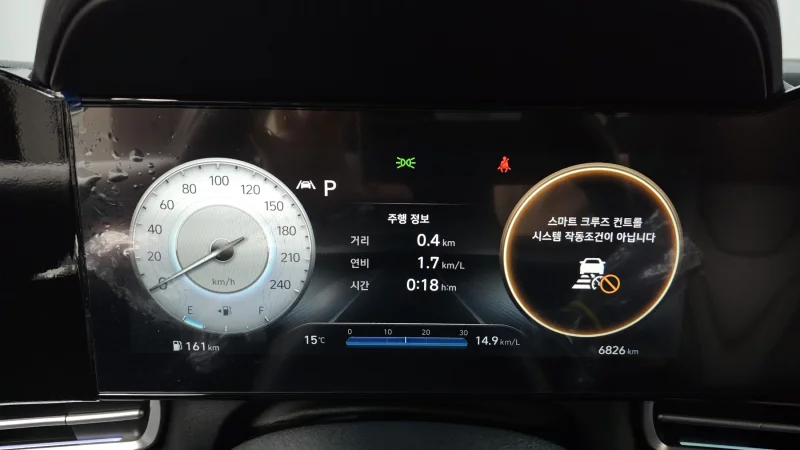 100
80
120
60
150
40
180
20
210
0
240
km/h
E
F
161 km
P
주행 정보
거리 0.4 km
연비 1.7 km/L
시간 0:18 h:m
0 10 20 30
15℃
14.9 km/L
스마트 크루즈 컨트롤
시스템 작동조건이 아닙니다
6826 km